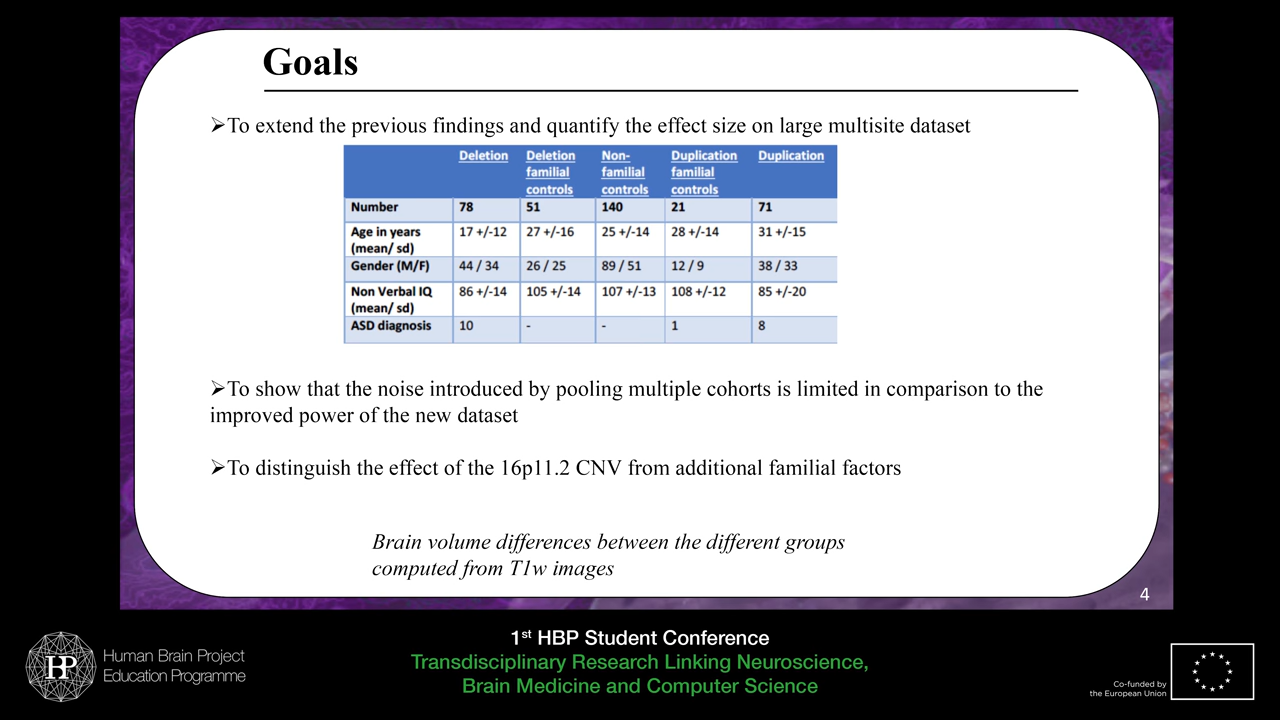 Goals
➢To extend the previous findings and quantify the effect size on large multisite dataset
Deletion Deletion familial controls Non-familial controls Duplication familial controls Duplication
Number 78 51 140 21 71
Age in years (mean/ sd) 17 +/-12 27 +/-16 25 +/-14 28 +/-14 31 +/-15
Gender (M/F) 44 / 34 26 / 25 89 / 51 12 / 9 38 / 33
Non Verbal IQ (mean/ sd) 86 +/-14 105 +/-14 107 +/-13 108 +/-12 85 +/-20
ASD diagnosis 10 - - 1 8
➢To show that the noise introduced by pooling multiple cohorts is limited in comparison to the
improved power of the new dataset
➢To distinguish the effect of the 16p11.2 CNV from additional familial factors
Brain volume differences between the different groups
computed from T1w images
4
HP
Human Brain Project
Education Programme
1st HBP Student Conference
Transdisciplinary Research Linking Neuroscience,
Brain Medicine and Computer Science
Co-funded by
the European Union